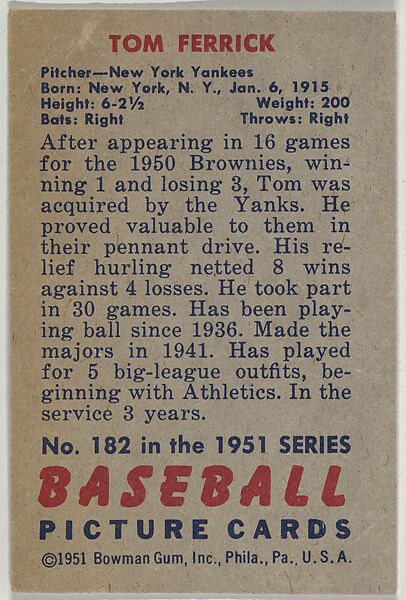 TOM FERRICK
Pitcher—New York Yankees
Born: New York, N. Y., Jan. 6, 1915
Height: 6-2½ Weight: 200
Bats: Right Throws: Right
After appearing in 16 games
for the 1950 Brownies, win-
ning 1 and losing 3, Tom was
acquired by the Yanks. He
proved valuable to them in
their pennant drive. His re-
lief hurling netted 8 wins
against 4 losses. He took part
in 30 games. Has been play-
ing ball since 1936. Made the
majors in 1941. Has played
for 5 big-league outfits, be-
ginning with Athletics. In the
service 3 years.
No. 182 in the 1951 SERIES
BASEBALL
PICTURE CARDS
©1951 Bowman Gum, Inc., Phila., Pa., U. S. A.